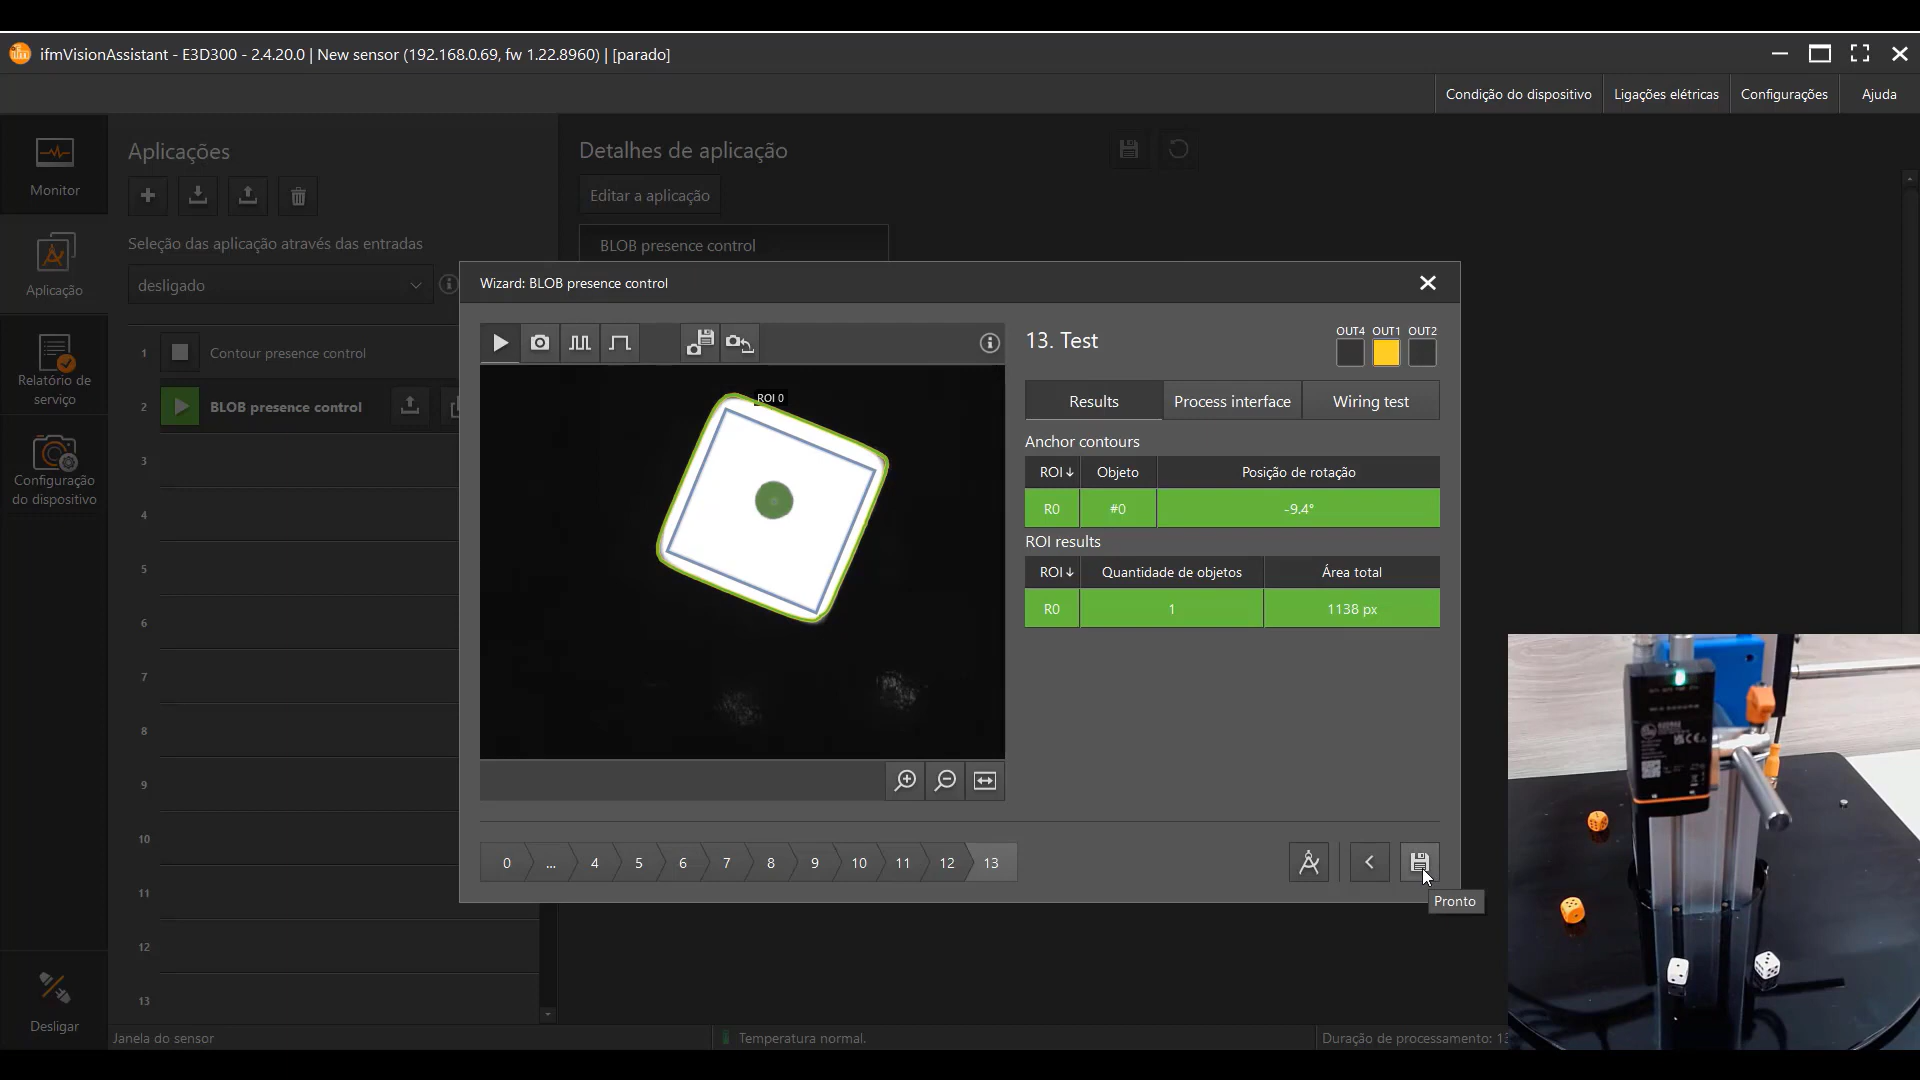 ifm
ifmVisionAssistant - E3D300 - 2.4.20.0 | New sensor (192.168.0.69, fw 1.22.8960) | [parado]
Condição do dispositivo
Ligações elétricas
Configurações
Ajuda
Monitor
Aplicação
Relatório de
serviço
Configuração
do dispositivo
Desligar
Aplicações
Seleção das aplicação através das entradas
desligado
1
Contour presence control
2
BLOB presence control
3
4
5
6
7
8
9
10
11
12
13
Detalhes de aplicação
Editar a aplicação
BLOB presence control
Wizard: BLOB presence control
ROI 0
13. Test
OUT4 OUT1 OUT2
Results
Process interface
Wiring test
Anchor contours
ROI↓ Objeto Posição de rotação
R0 #0 -9.4°
ROI results
ROI↓ Quantidade de objetos Área total
R0 1 1138 px
0 ... 4 5 6 7 8 9 10 11 12 13
Pronto
Janela do sensor
Temperatura normal.
Duração de processamento: